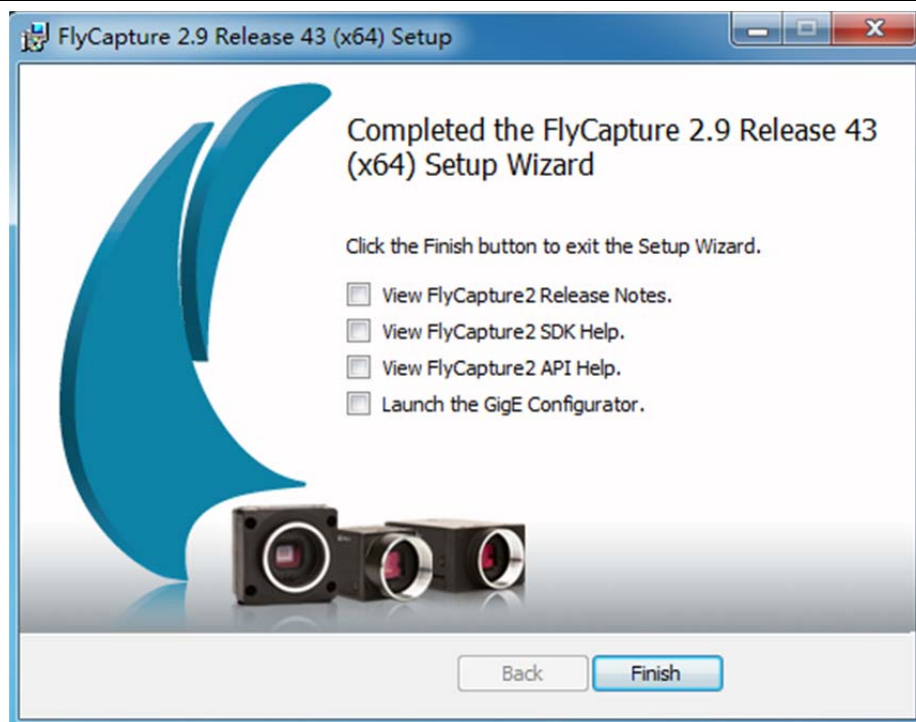 FlyCapture 2.9 Release 43 (x64) Setup
Completed the FlyCapture 2.9 Release 43
(x64) Setup Wizard
Click the Finish button to exit the Setup Wizard.
View FlyCapture2 Release Notes.
View FlyCapture2 SDK Help.
View FlyCapture2 API Help.
Launch the GigE Configurator.
Back
Finish